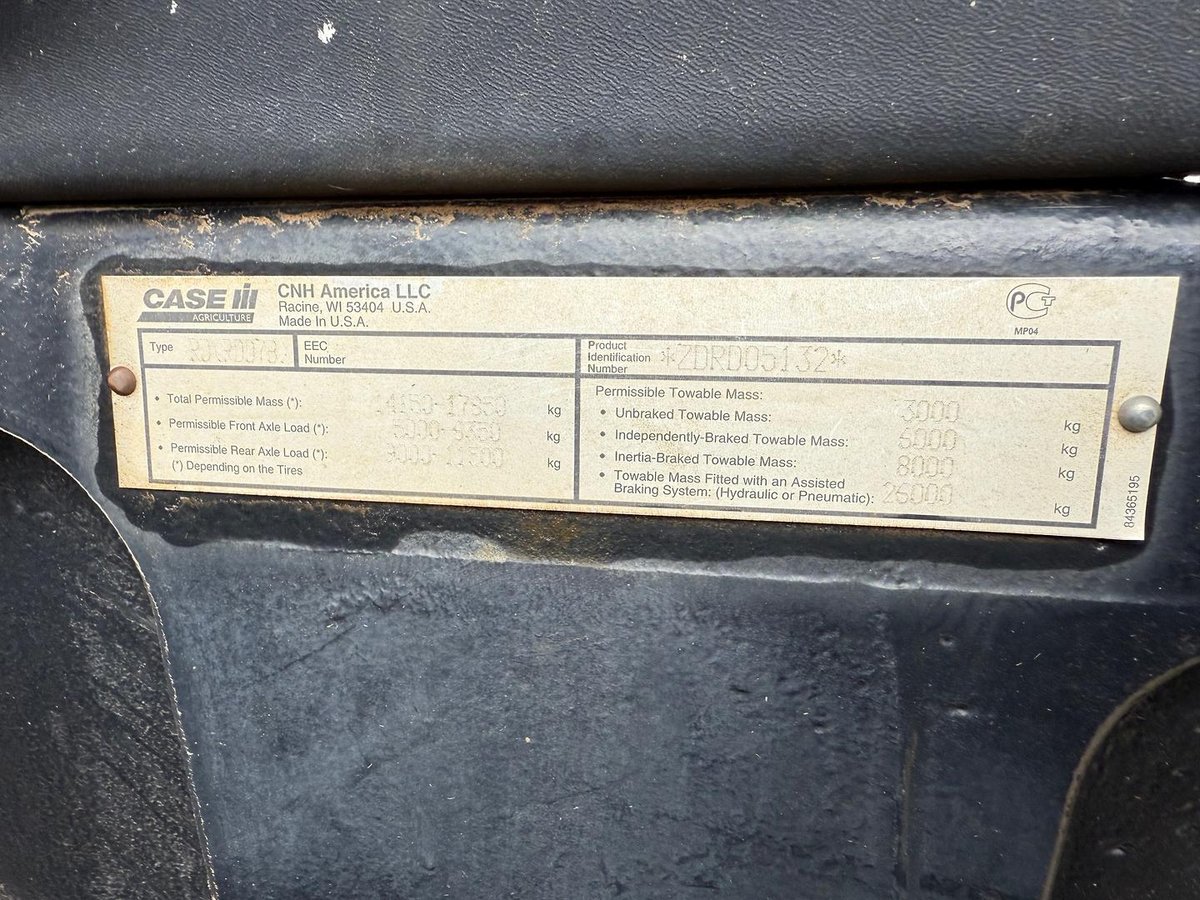 CASE III
AGRICULTURE
CNH America LLC
Racine, WI 53404 U.S.A.
Made In U.S.A.
PCT
MP04
Type
EEC
Number
Product
Identification
Number *ZDRD05132*
• Total Permissible Mass (*): kg
• Permissible Front Axle Load (*): kg
• Permissible Rear Axle Load (*): kg
(*) Depending on the Tires
Permissible Towable Mass:
• Unbraked Towable Mass: 3000 kg
• Independently-Braked Towable Mass: 6000 kg
• Inertia-Braked Towable Mass: 8000 kg
• Towable Mass Fitted with an Assisted
Braking System: (Hydraulic or Pneumatic): 26000 kg
84365195